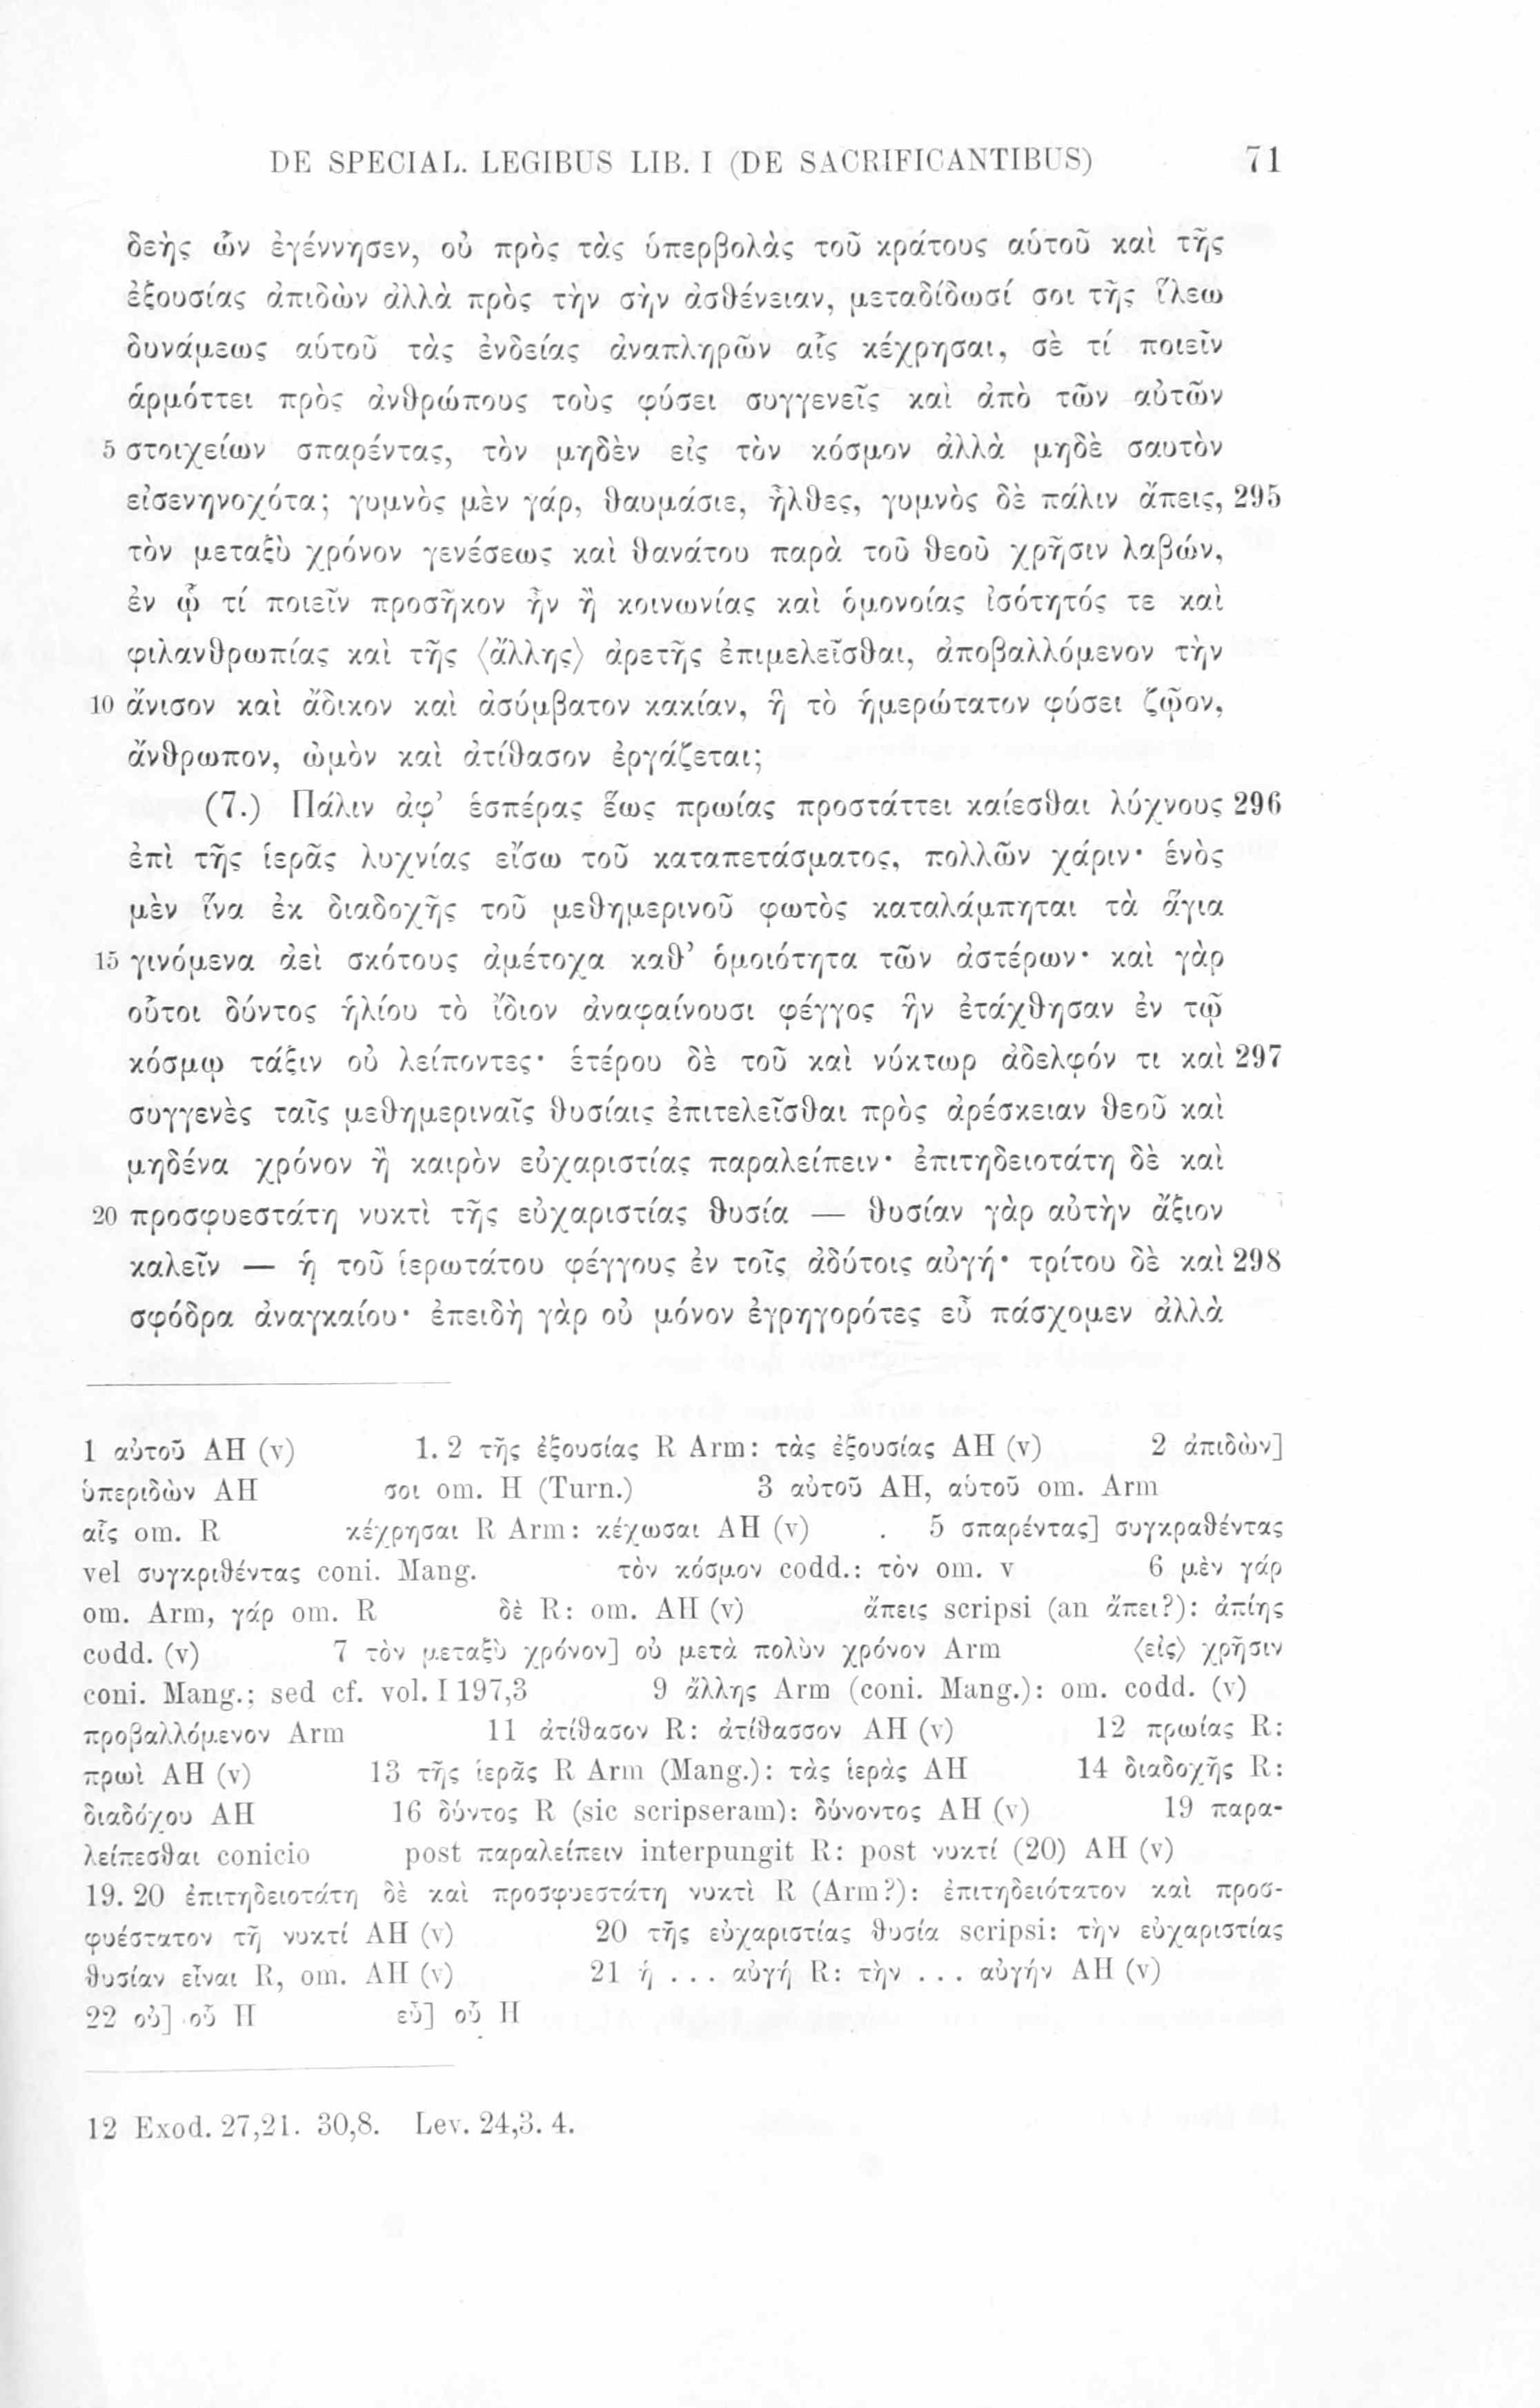 DE SPECIAL. LEGIBUS LIB. I (DE SACRIFICANTIBUS) 71
δεὴς ὧν ἐγέννησεν, οὐ πρὸς τὰς ὑπερβολὰς τοῦ κράτους αὑτοῦ καὶ τῆς
ἐξουσίας ἀπιδὼν ἀλλὰ πρὸς τὴν σὴν ἀσθένειαν, μεταδίδωσί σοι τῆς ἵλεω
δυνάμεως αὑτοῦ τὰς ἐνδείας ἀναπληρῶν αἷς κέχρησαι, σὲ τί ποιεῖν
ἁρμόττει πρὸς ἀνθρώπους τοὺς φύσει συγγενεῖς καὶ ἀπὸ τῶν αὐτῶν
5 στοιχείων σπαρέντας, τὸν μηδὲν εἰς τὸν κόσμον ἀλλὰ μηδὲ σαυτὸν
εἰσενηνοχότα; γυμνὸς μὲν γάρ, θαυμάσιε, ἦλθες, γυμνὸς δὲ πάλιν ἄπεις, 295
τὸν μεταξὺ χρόνον γενέσεως καὶ θανάτου παρὰ τοῦ θεοῦ χρῆσιν λαβών,
ἐν ᾧ τί ποιεῖν προσῆκον ἦν ἢ κοινωνίας καὶ ὁμονοίας ἰσότητός τε καὶ
φιλανθρωπίας καὶ τῆς ⟨ἄλλης⟩ ἀρετῆς ἐπιμελεῖσθαι, ἀποβαλλόμενον τὴν
10 ἄνισον καὶ ἄδικον καὶ ἀσύμβατον κακίαν, ἣ τὸ ἡμερώτατον φύσει ζῷον,
ἄνθρωπον, ὠμὸν καὶ ἀτίθασον ἐργάζεται;
(7.) Πάλιν ἀφ’ ἑσπέρας ἕως πρωίας προστάττει καίεσθαι λύχνους 296
ἐπὶ τῆς ἱερᾶς λυχνίας εἴσω τοῦ καταπετάσματος, πολλῶν χάριν· ἑνὸς
μὲν ἵνα ἐκ διαδοχῆς τοῦ μεθημερινοῦ φωτὸς καταλάμπηται τὰ ἅγια
15 γινόμενα ἀεὶ σκότους ἀμέτοχα καθ’ ὁμοιότητα τῶν ἀστέρων· καὶ γὰρ
οὗτοι δύντος ἡλίου τὸ ἴδιον ἀναφαίνουσι φέγγος ἣν ἐτάχθησαν ἐν τῷ
κόσμῳ τάξιν οὐ λείποντες· ἑτέρου δὲ τοῦ καὶ νύκτωρ ἀδελφόν τι καὶ 297
συγγενὲς ταῖς μεθημεριναῖς θυσίαις ἐπιτελεῖσθαι πρὸς ἀρέσκειαν θεοῦ καὶ
μηδένα χρόνον ἢ καιρὸν εὐχαριστίας παραλείπειν· ἐπιτηδειοτάτη δὲ καὶ
20 προσφυεστάτη νυκτὶ τῆς εὐχαριστίας θυσία — θυσίαν γὰρ αὐτὴν ἄξιον
καλεῖν — ἡ τοῦ ἱερωτάτου φέγγους ἐν τοῖς ἀδύτοις αὐγή· τρίτου δὲ καὶ 298
σφόδρα ἀναγκαίου· ἐπειδὴ γὰρ οὐ μόνον ἐγρηγορότες εὖ πάσχομεν ἀλλὰ
1 αὐτοῦ AH (v) 1. 2 τῆς ἐξουσίας R Arm: τὰς ἐξουσίας AH (v) 2 ἀπιδὼν]
ὑπεριδὼν AH σοι om. H (Turn.) 3 αὐτοῦ AH, αὑτοῦ om. Arm
αἷς om. R κέχρησαι R Arm: κέχωσαι AH (v) 5 σπαρέντας] συγκραθέντας
vel συγκριθέντας coni. Mang. τὸν κόσμον codd.: τὸν om. v 6 μὲν γάρ
om. Arm, γάρ om. R δὲ R: om. AH (v) ἄπεις scripsi (an ἄπει?): ἀπίῃς
codd. (v) 7 τὸν μεταξὺ χρόνον] οὐ μετὰ πολὺν χρόνον Arm ⟨εἰς⟩ χρῆσιν
coni. Mang.; sed cf. vol. I 197,3 9 ἄλλης Arm (coni. Mang.): om. codd. (v)
προβαλλόμενον Arm 11 ἀτίθασον R: ἀτίθασσον AH (v) 12 πρωίας R:
πρωὶ AH (v) 13 τῆς ἱερᾶς R Arm (Mang.): τὰς ἱερὰς AH 14 διαδοχῆς R:
διαδόχου AH 16 δύντος R (sic scripseram): δύνοντος AH (v) 19 παρα-
λείπεσθαι conicio post παραλείπειν interpungit R: post νυκτί (20) AH (v)
19. 20 ἐπιτηδειοτάτη δὲ καὶ προσφυεστάτη νυκτὶ R (Arm?): ἐπιτηδειότατον καὶ προσ-
φυέστατον τῇ νυκτί AH (v) 20 τῆς εὐχαριστίας θυσία scripsi: τὴν εὐχαριστίας
θυσίαν εἶναι R, om. AH (v) 21 ἡ . . . αὐγή R: τὴν . . . αὐγήν AH (v)
22 οὐ] οὗ H εὖ] οὗ H
12 Exod. 27,21. 30,8. Lev. 24,3. 4.